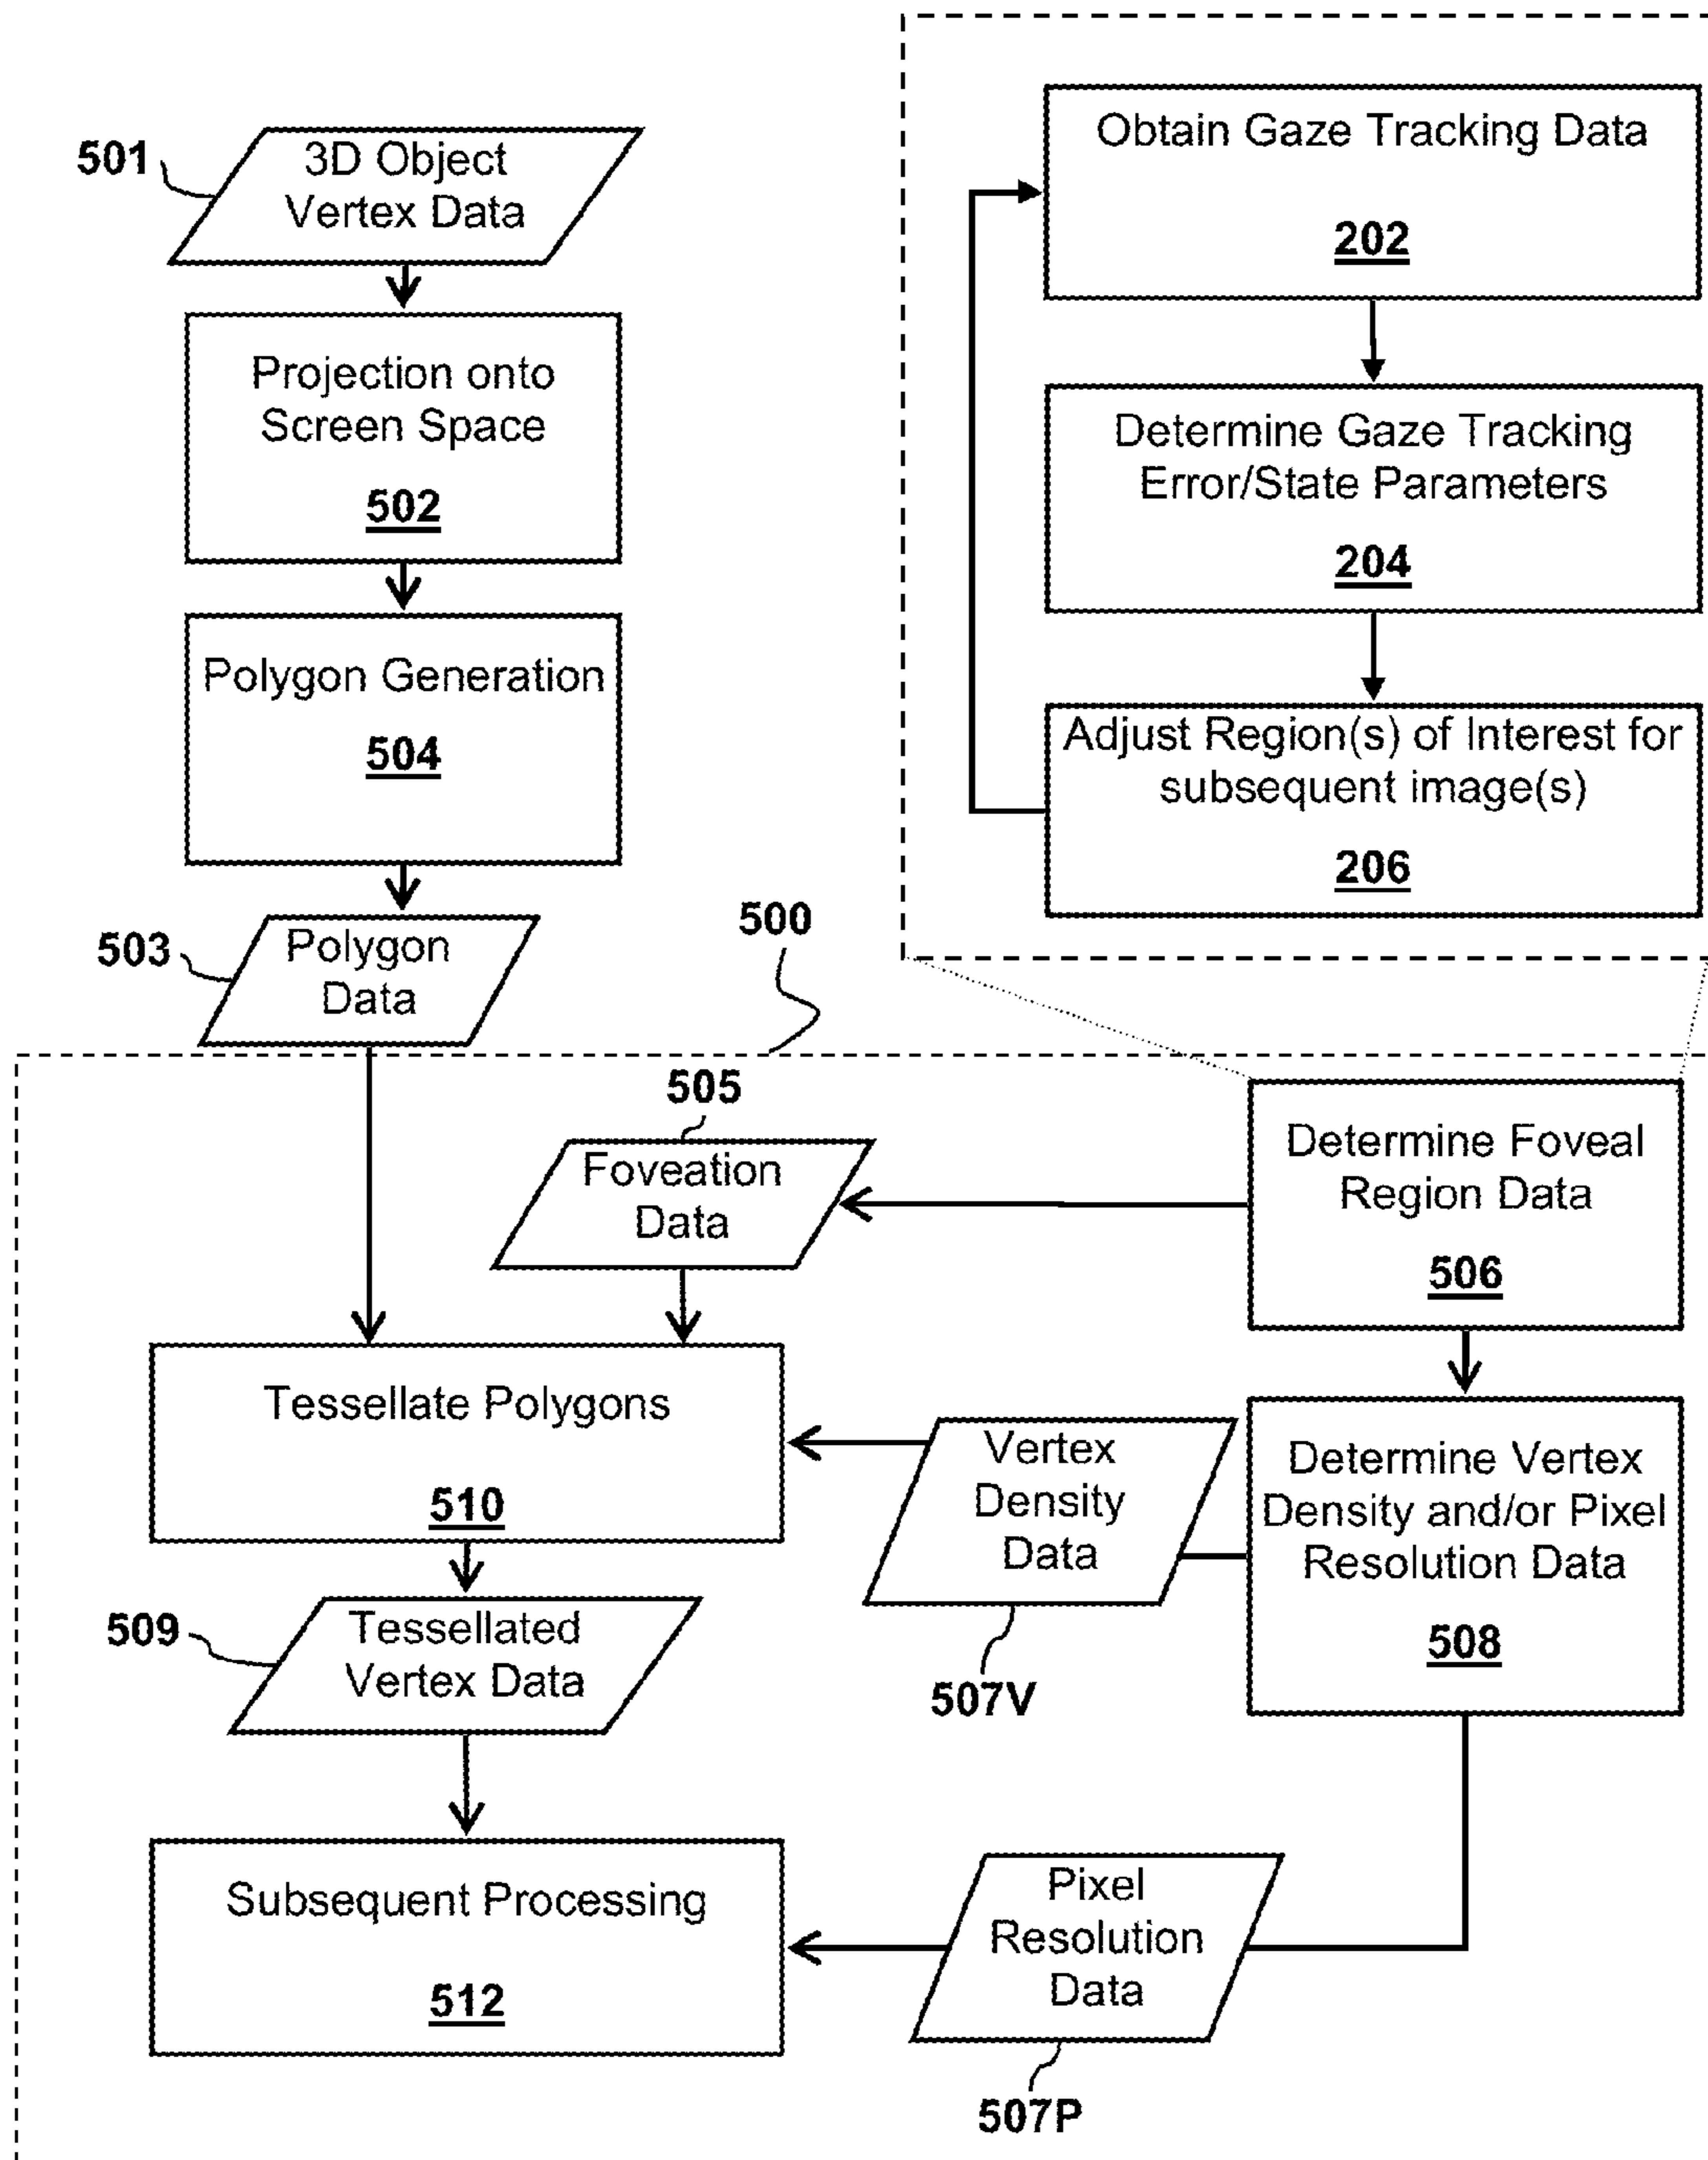 501
3D Object
Vertex Data
Projection onto
Screen Space
502
Polygon Generation
504
503
Polygon
Data
Obtain Gaze Tracking Data
202
Determine Gaze Tracking
Error/State Parameters
204
Adjust Region(s) of Interest for
subsequent image(s)
206
500
505
Foveation
Data
Determine Foveal
Region Data
506
Tessellate Polygons
510
Vertex
Density
Data
507V
Determine Vertex
Density and/or Pixel
Resolution Data
508
509
Tessellated
Vertex Data
Subsequent Processing
512
Pixel
Resolution
Data
507P